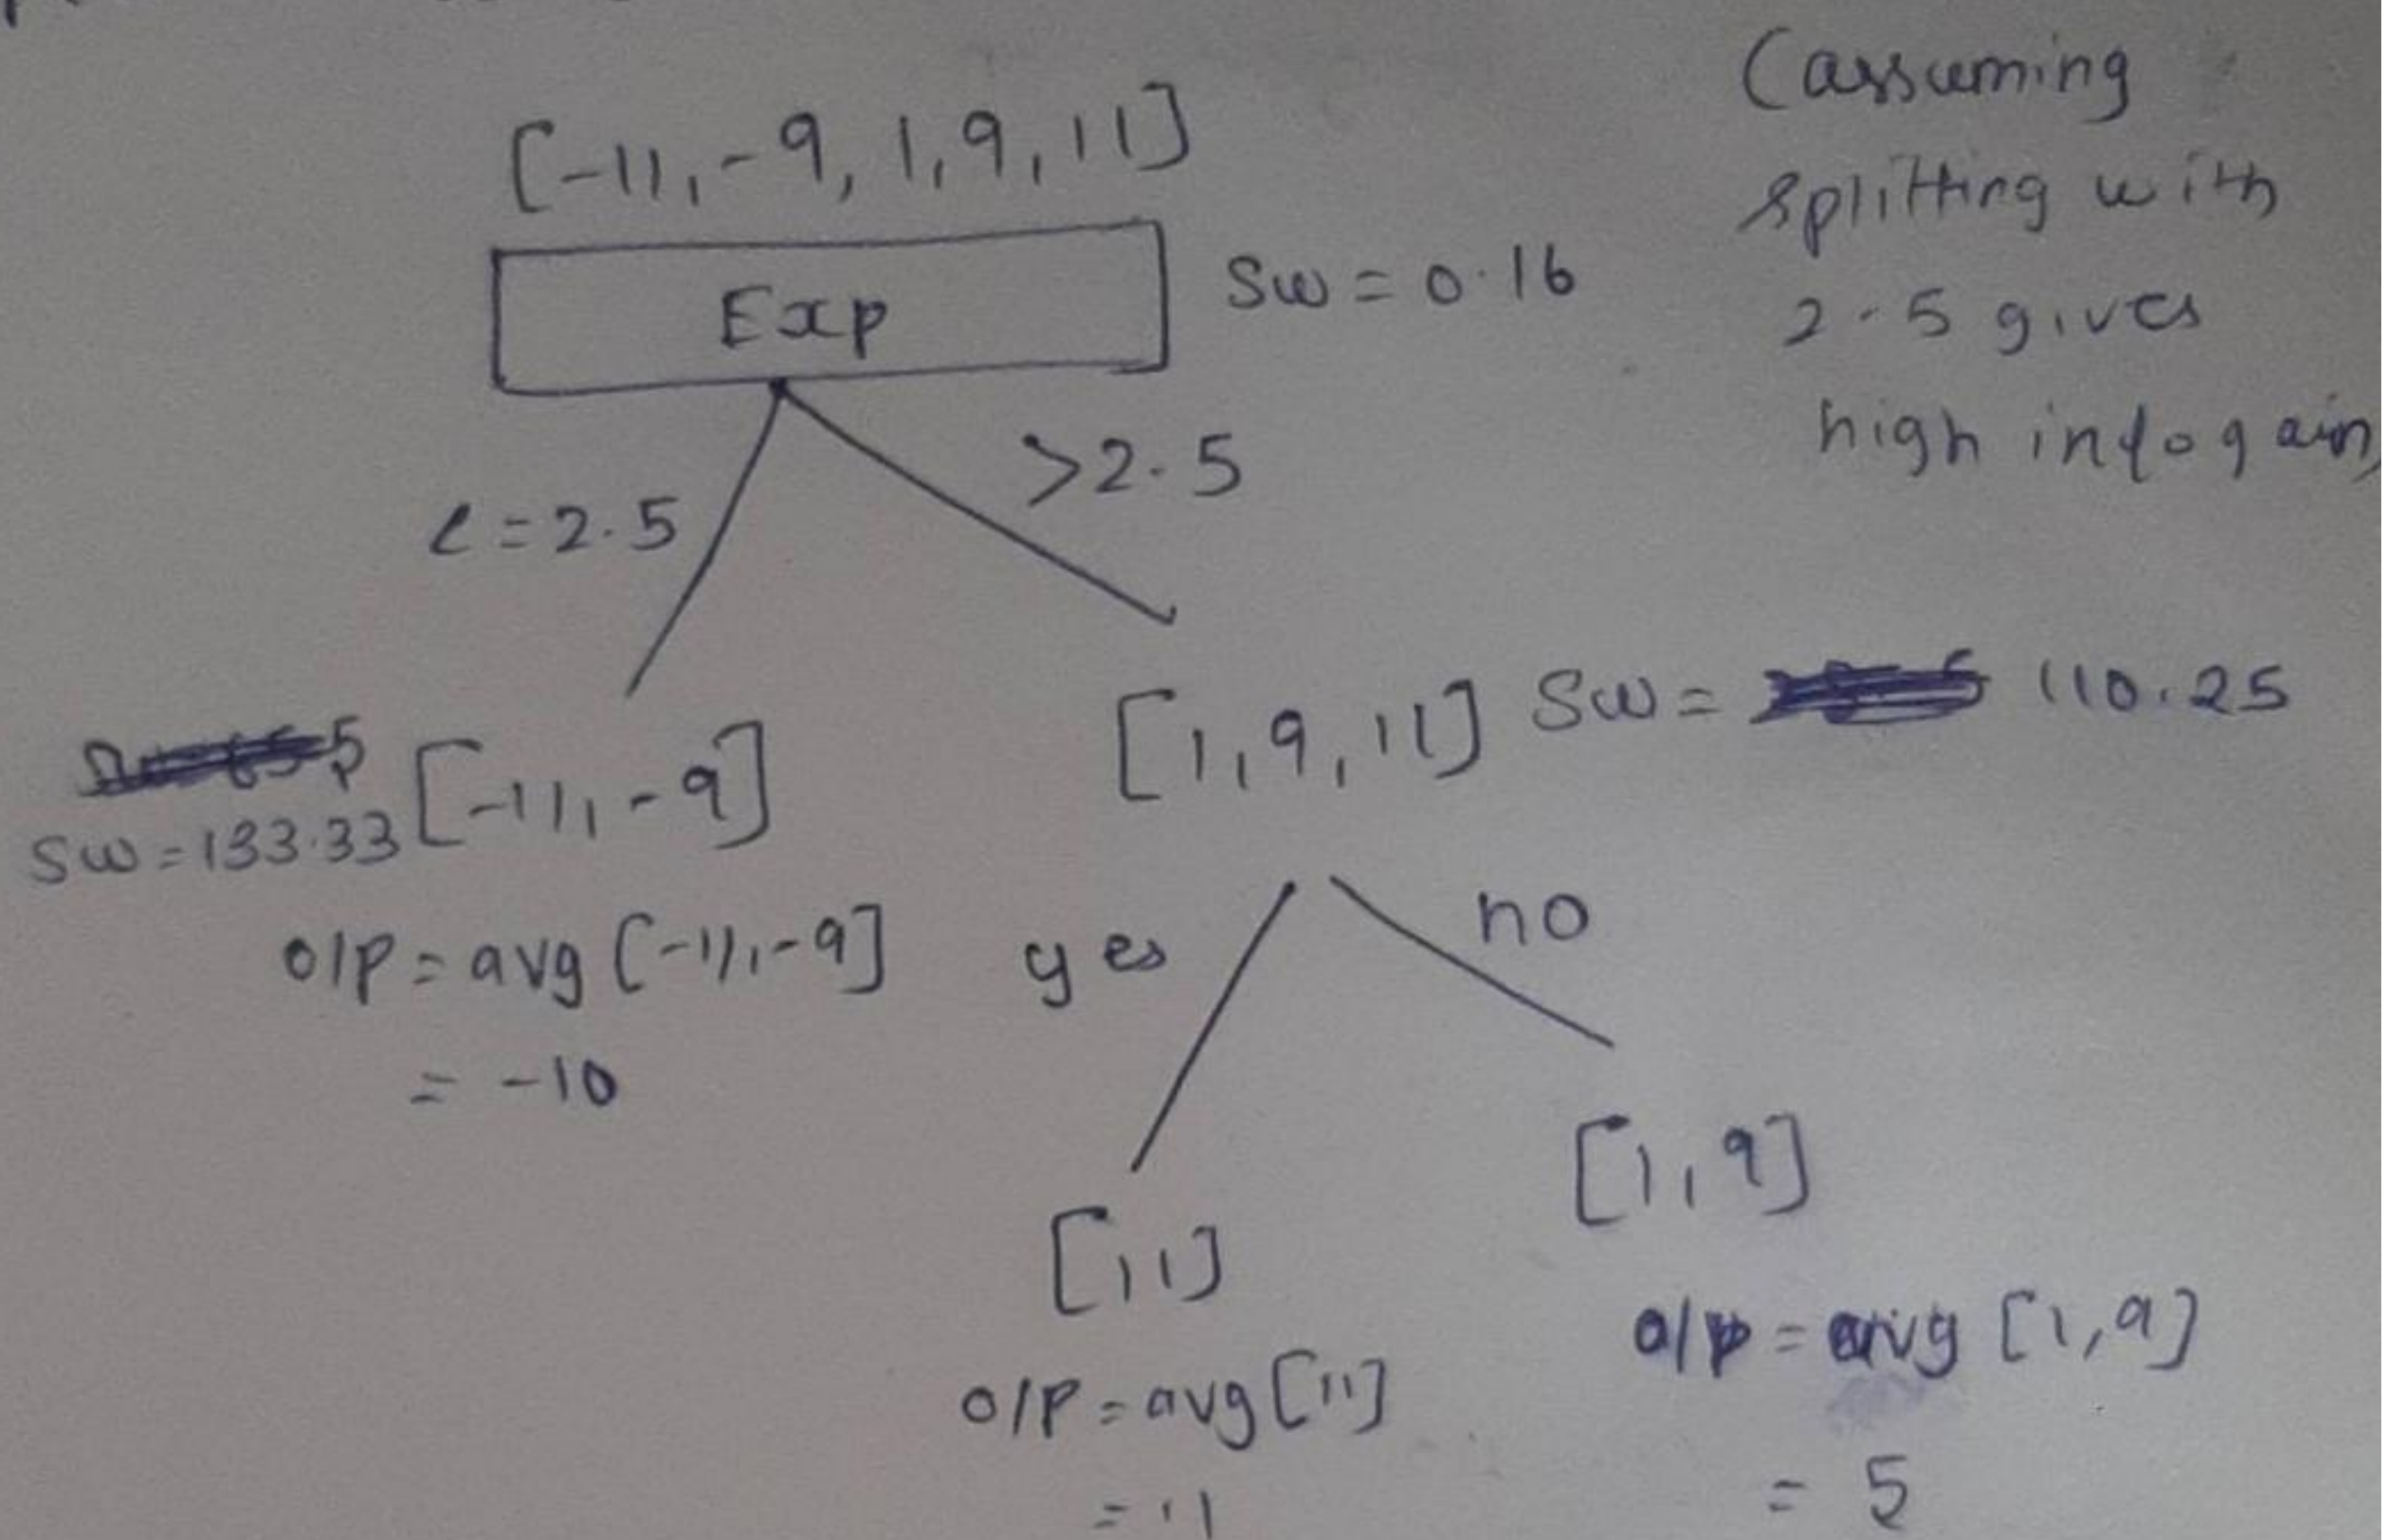 [-11, -9, 1, 9, 11]
(assuming
splitting with
2.5 gives
high infogain)
Exp
SW = 0.16
<=2.5
>2.5
[-11, -9]
SW = 133.33
o/p = avg [-11, -9]
= -10
[1, 9, 11] SW = 110.25
yes
no
[11]
o/p = avg [11]
= 11
[1, 9]
o/p = avg [1, 9]
= 5